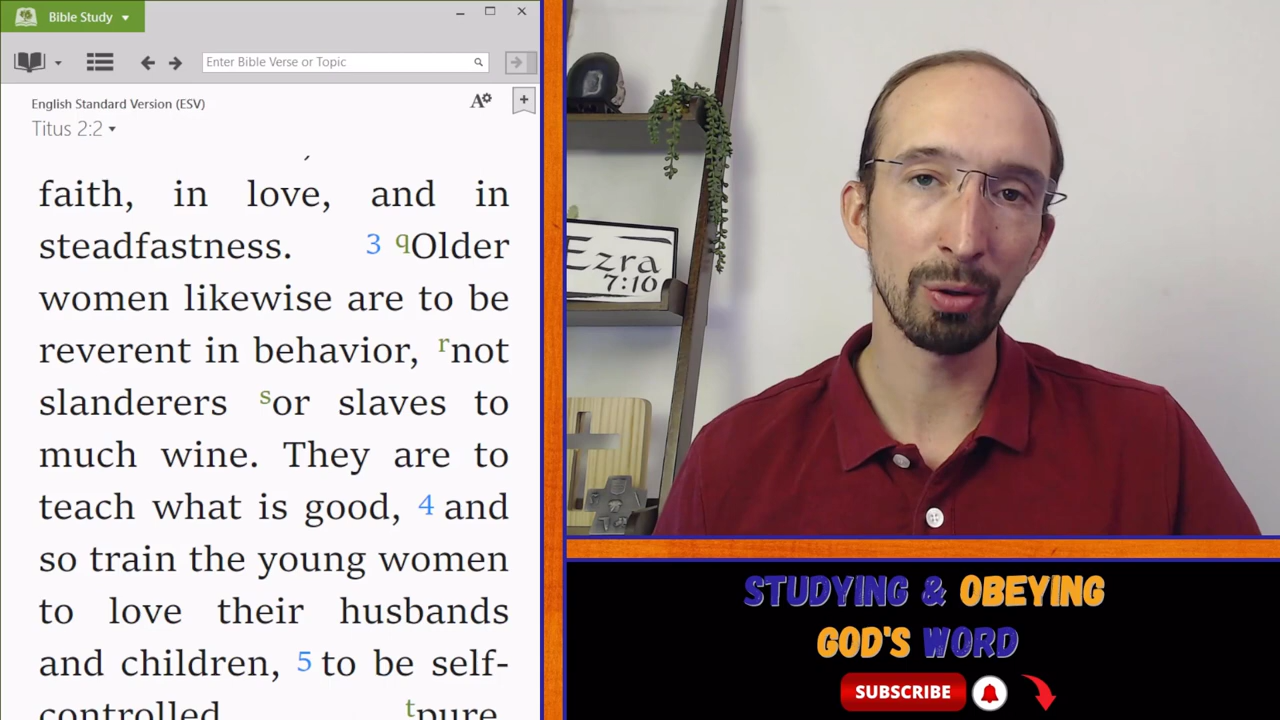 Bible Study
Enter Bible Verse or Topic
English Standard Version (ESV)
A
Titus 2:2
faith, in love, and in
steadfastness. 3 qOlder
women likewise are to be
reverent in behavior, rnot
slanderers sor slaves to
much wine. They are to
teach what is good, 4 and
so train the young women
to love their husbands
and children, 5 to be self-
controlled, tpure,
Ezra
7:10
STUDYING & OBEYING
GOD'S WORD
SUBSCRIBE